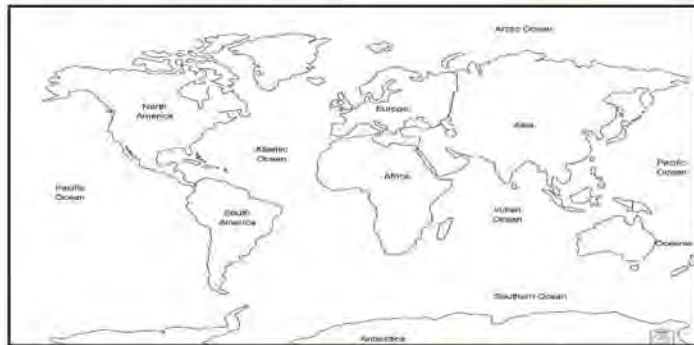 Arctic Ocean
North
America
Europe
Asia
Atlantic
Ocean
Pacific
Ocean
Africa
Pacific
Ocean
South
America
Indian
Ocean
Oceania
Southern Ocean
Antarctica